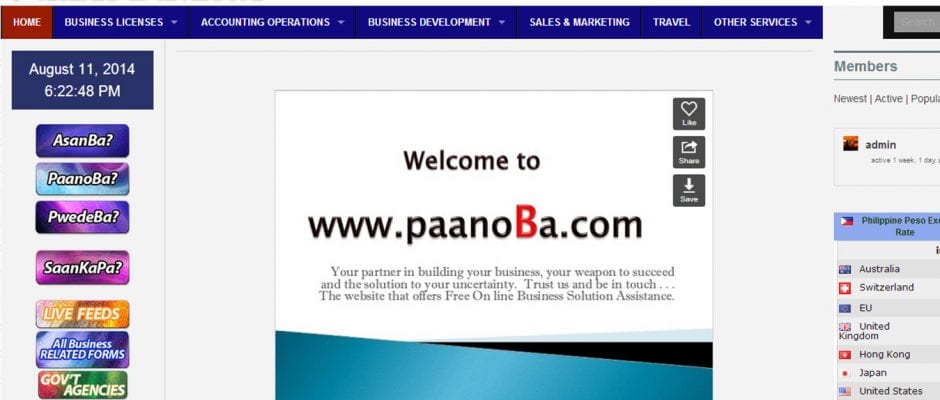 HOME BUSINESS LICENSES ACCOUNTING OPERATIONS BUSINESS DEVELOPMENT SALES & MARKETING TRAVEL OTHER SERVICES
Search
August 11, 2014
6:22:48 PM
AsanBa?
PaanoBa?
PwedeBa?
SaanKaPa?
LIVE FEEDS
All Business
RELATED FORMS
GOV'T
AGENCIES
Like
Share
Save
Welcome to
www.paanoBa.com
Your partner in building your business, your weapon to succeed
and the solution to your uncertainty. Trust us and be in touch . . .
The website that offers Free On line Business Solution Assistance.
Members
Newest | Active | Popula
admin
active 1 week, 1 day
Philippine Peso Ex
Rate
Australia
Switzerland
EU
United
Kingdom
Hong Kong
Japan
United States